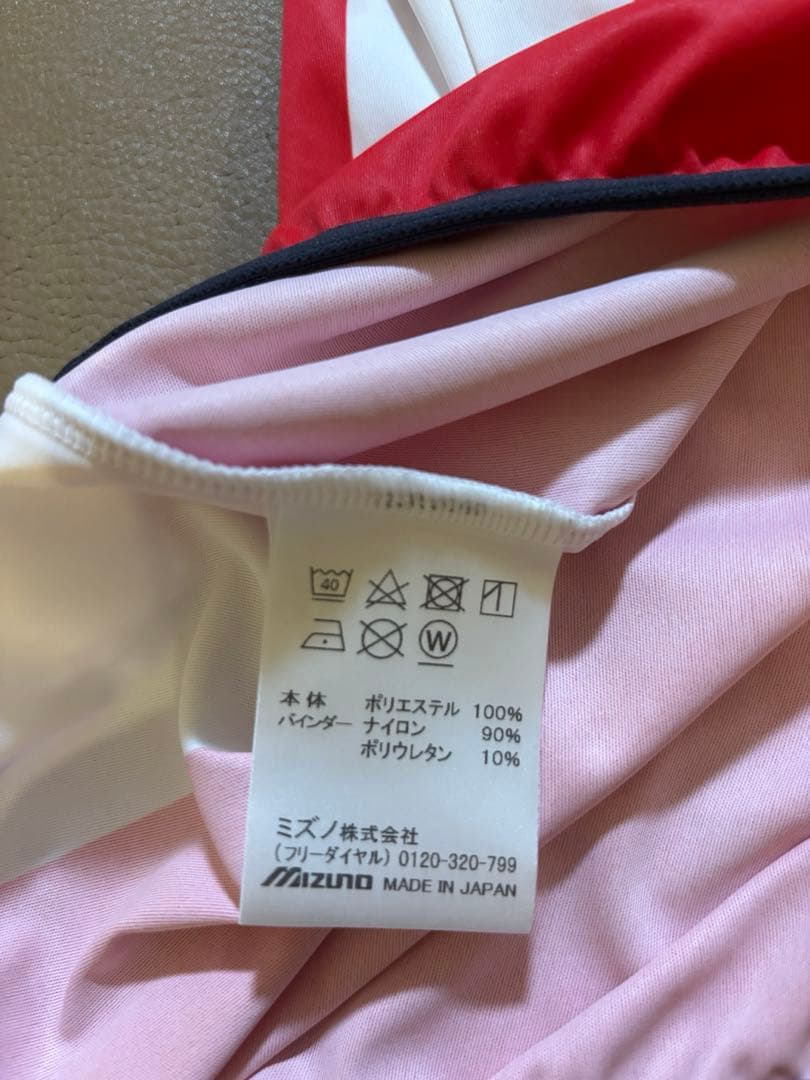 40
W
本体 ポリエステル 100%
バインダー ナイロン 90%
ポリウレタン 10%
ミズノ株式会社
(フリーダイヤル) 0120-320-799
MIZUNO MADE IN JAPAN